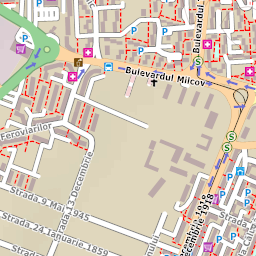 Bulevardul Milcov
Bulevardul
Feroviarilor
Strada 13 Decembrie
Strada 9 Mai 1945
Strada 24 Ianuarie 1859
Decembrie 1918
P
P
P
P
P
P
P
S
S
S